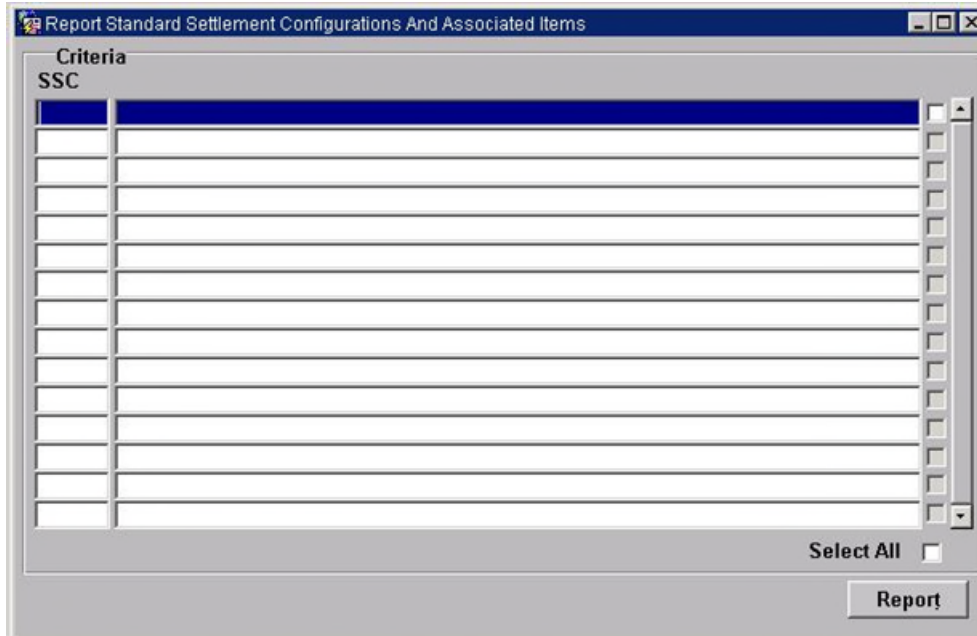 Report Standard Settlement Configurations And Associated Items
Criteria
SSC
Select All
Report